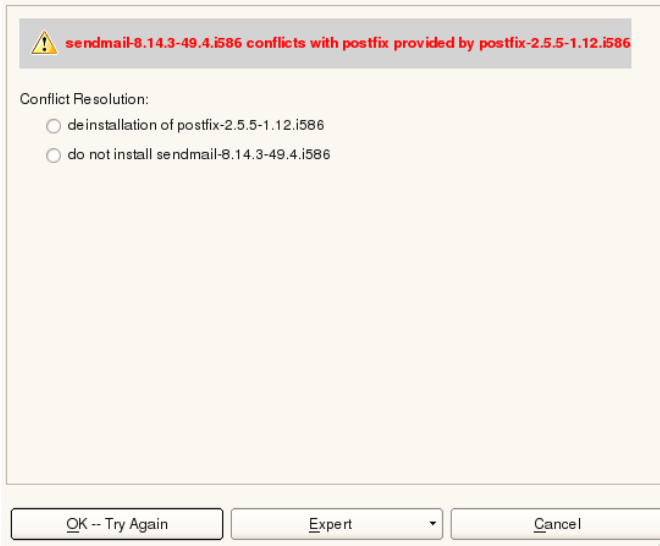 sendmail-8.14.3-49.4.i586 conflicts with postfix provided by postfix-2.5.5-1.12.i586
Conflict Resolution:
deinstallation of postfix-2.5.5-1.12.i586
do not install sendmail-8.14.3-49.4.i586
OK -- Try Again
Expert
Cancel